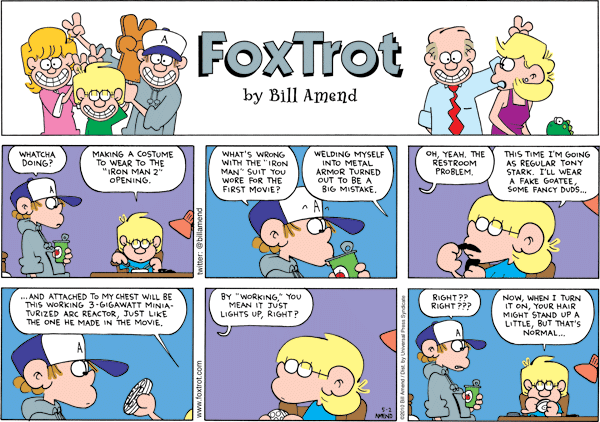 FoxTrot
by Bill Amend
A
WHATCHA
DOING?
MAKING A COSTUME
TO WEAR TO THE
"IRON MAN 2"
OPENING.
A
twitter: @billamend
WHAT'S WRONG
WITH THE "IRON
MAN" SUIT YOU
WORE FOR THE
FIRST MOVIE?
WELDING MYSELF
INTO METAL
ARMOR TURNED
OUT TO BE A
BIG MISTAKE.
A
OH, YEAH. THE
RESTROOM
PROBLEM.
THIS TIME I'M GOING
AS REGULAR TONY
STARK. I'LL WEAR
A FAKE GOATEE,
SOME FANCY DUDS...
...AND ATTACHED TO MY CHEST WILL BE
THIS WORKING 3-GIGAWATT MINIA-
TURIZED ARC REACTOR, JUST LIKE
THE ONE HE MADE IN THE MOVIE.
A
www.foxtrot.com
BY "WORKING," YOU
MEAN IT JUST
LIGHTS UP, RIGHT?
5-2
AMEND
©2010 Bill Amend / Dist. by Universal Press Syndicate
RIGHT??
RIGHT???
NOW, WHEN I TURN
IT ON, YOUR HAIR
MIGHT STAND UP A
LITTLE, BUT THAT'S
NORMAL...
A